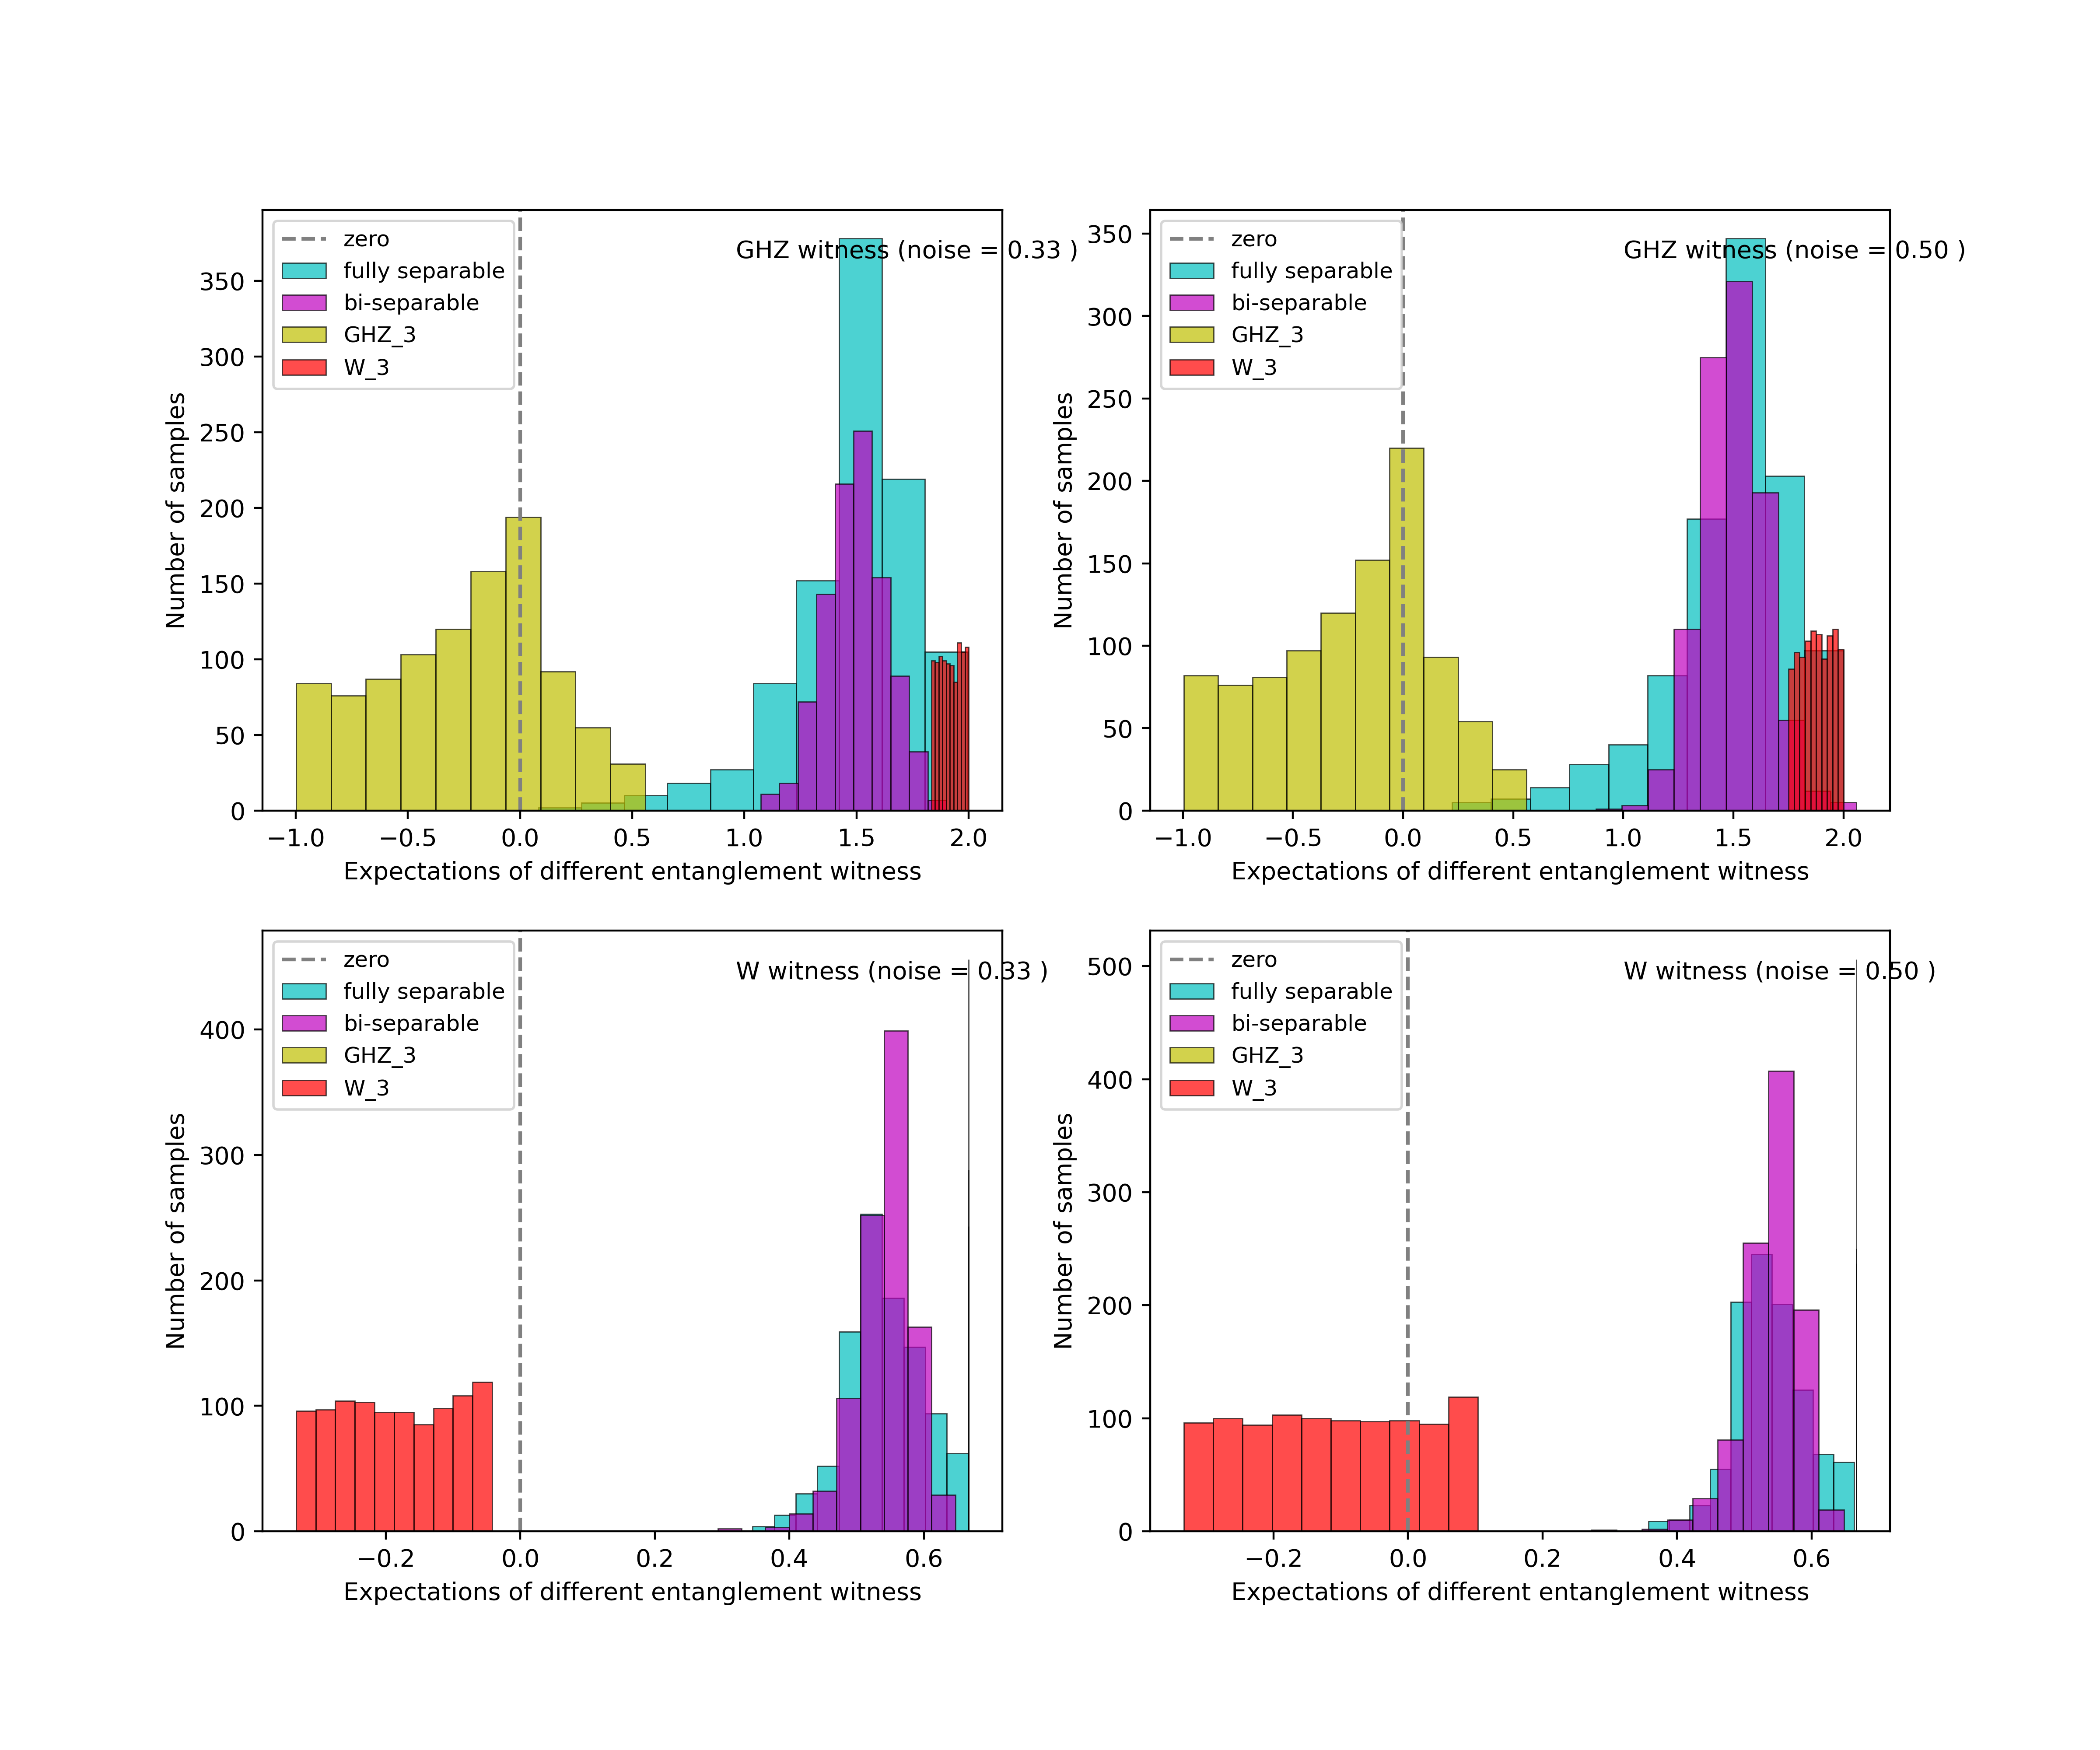 zero
fully separable
bi-separable
GHZ_3
W_3
GHZ witness (noise = 0.33 )
Number of samples
350
300
250
200
150
100
50
0
−1.0 −0.5 0.0 0.5 1.0 1.5 2.0
Expectations of different entanglement witness
zero
fully separable
bi-separable
GHZ_3
W_3
GHZ witness (noise = 0.50 )
Number of samples
350
300
250
200
150
100
50
0
−1.0 −0.5 0.0 0.5 1.0 1.5 2.0
Expectations of different entanglement witness
zero
fully separable
bi-separable
GHZ_3
W_3
W witness (noise = 0.33 )
Number of samples
400
300
200
100
0
−0.2 0.0 0.2 0.4 0.6
Expectations of different entanglement witness
zero
fully separable
bi-separable
GHZ_3
W_3
W witness (noise = 0.50 )
Number of samples
500
400
300
200
100
0
−0.2 0.0 0.2 0.4 0.6
Expectations of different entanglement witness